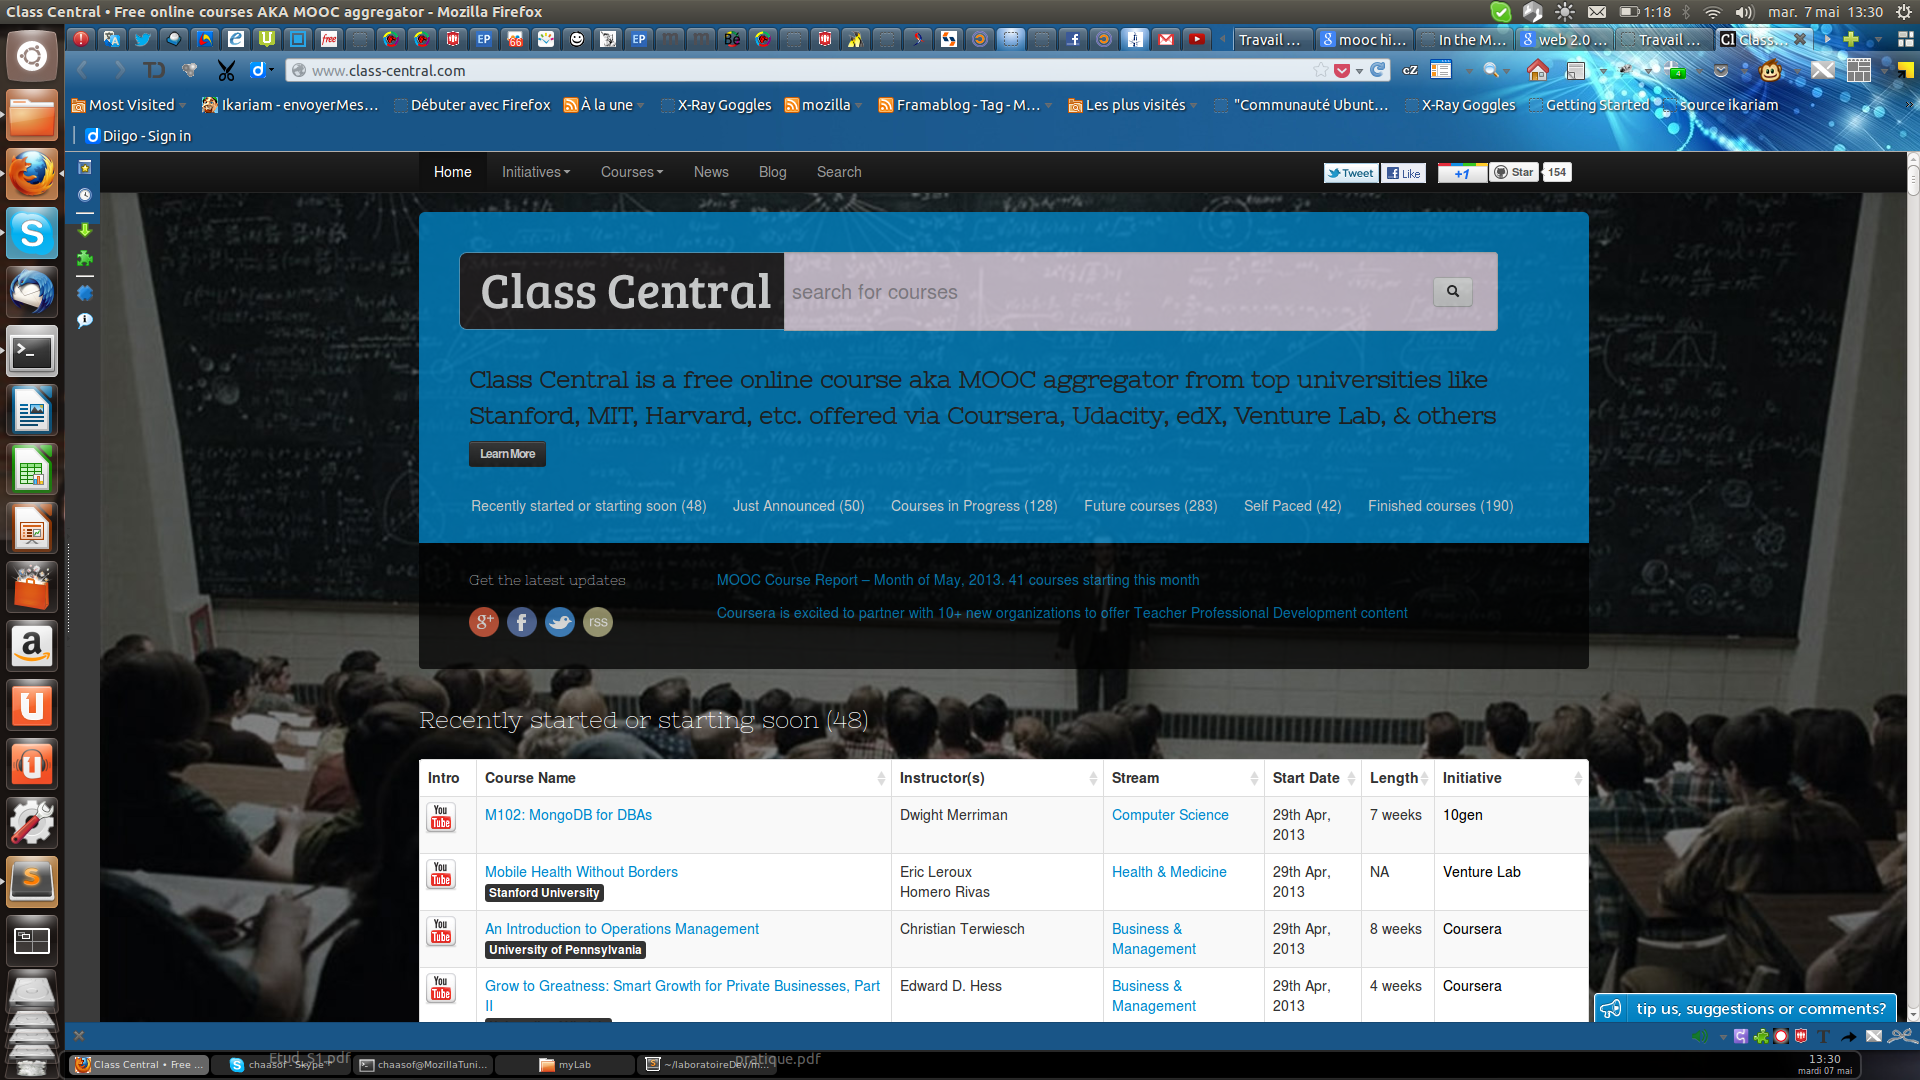 Class Central • Free online courses AKA MOOC aggregator - Mozilla Firefox
1:18
mar. 7 mai 13:30
Travail ...
mooc hi...
In the M...
web 2.0 ...
Travail ...
Class...
www.class-central.com
Most Visited
Ikariam - envoyerMes...
Débuter avec Firefox
À la une
X-Ray Goggles
mozilla
Framablog - Tag - M...
Les plus visités
"Communauté Ubunt...
X-Ray Goggles
Getting Started
source ikariam
Diigo - Sign in
Home
Initiatives
Courses
News
Blog
Search
Tweet
Like
+1
Star
154
Class Central
search for courses
Class Central is a free online course aka MOOC aggregator from top universities like
Stanford, MIT, Harvard, etc. offered via Coursera, Udacity, edX, Venture Lab, & others
Learn More
Recently started or starting soon (48)
Just Announced (50)
Courses in Progress (128)
Future courses (283)
Self Paced (42)
Finished courses (190)
Get the latest updates
MOOC Course Report – Month of May, 2013. 41 courses starting this month
Coursera is excited to partner with 10+ new organizations to offer Teacher Professional Development content
rss
Recently started or starting soon (48)
Intro
Course Name
Instructor(s)
Stream
Start Date
Length
Initiative
You Tube
M102: MongoDB for DBAs
Dwight Merriman
Computer Science
29th Apr, 2013
7 weeks
10gen
You Tube
Mobile Health Without Borders
Stanford University
Eric Leroux
Homero Rivas
Health & Medicine
29th Apr, 2013
NA
Venture Lab
You Tube
An Introduction to Operations Management
University of Pennsylvania
Christian Terwiesch
Business & Management
29th Apr, 2013
8 weeks
Coursera
You Tube
Grow to Greatness: Smart Growth for Private Businesses, Part II
Edward D. Hess
Business & Management
29th Apr, 2013
4 weeks
Coursera
tip us, suggestions or comments?
Class Central • Free ...
chaasof - Skype™
Etud_S1.pdf
chaasof@MozillaTuni...
myLab
~/laboratoireDev/m...
pratique.pdf
13:30
mardi 07 mai